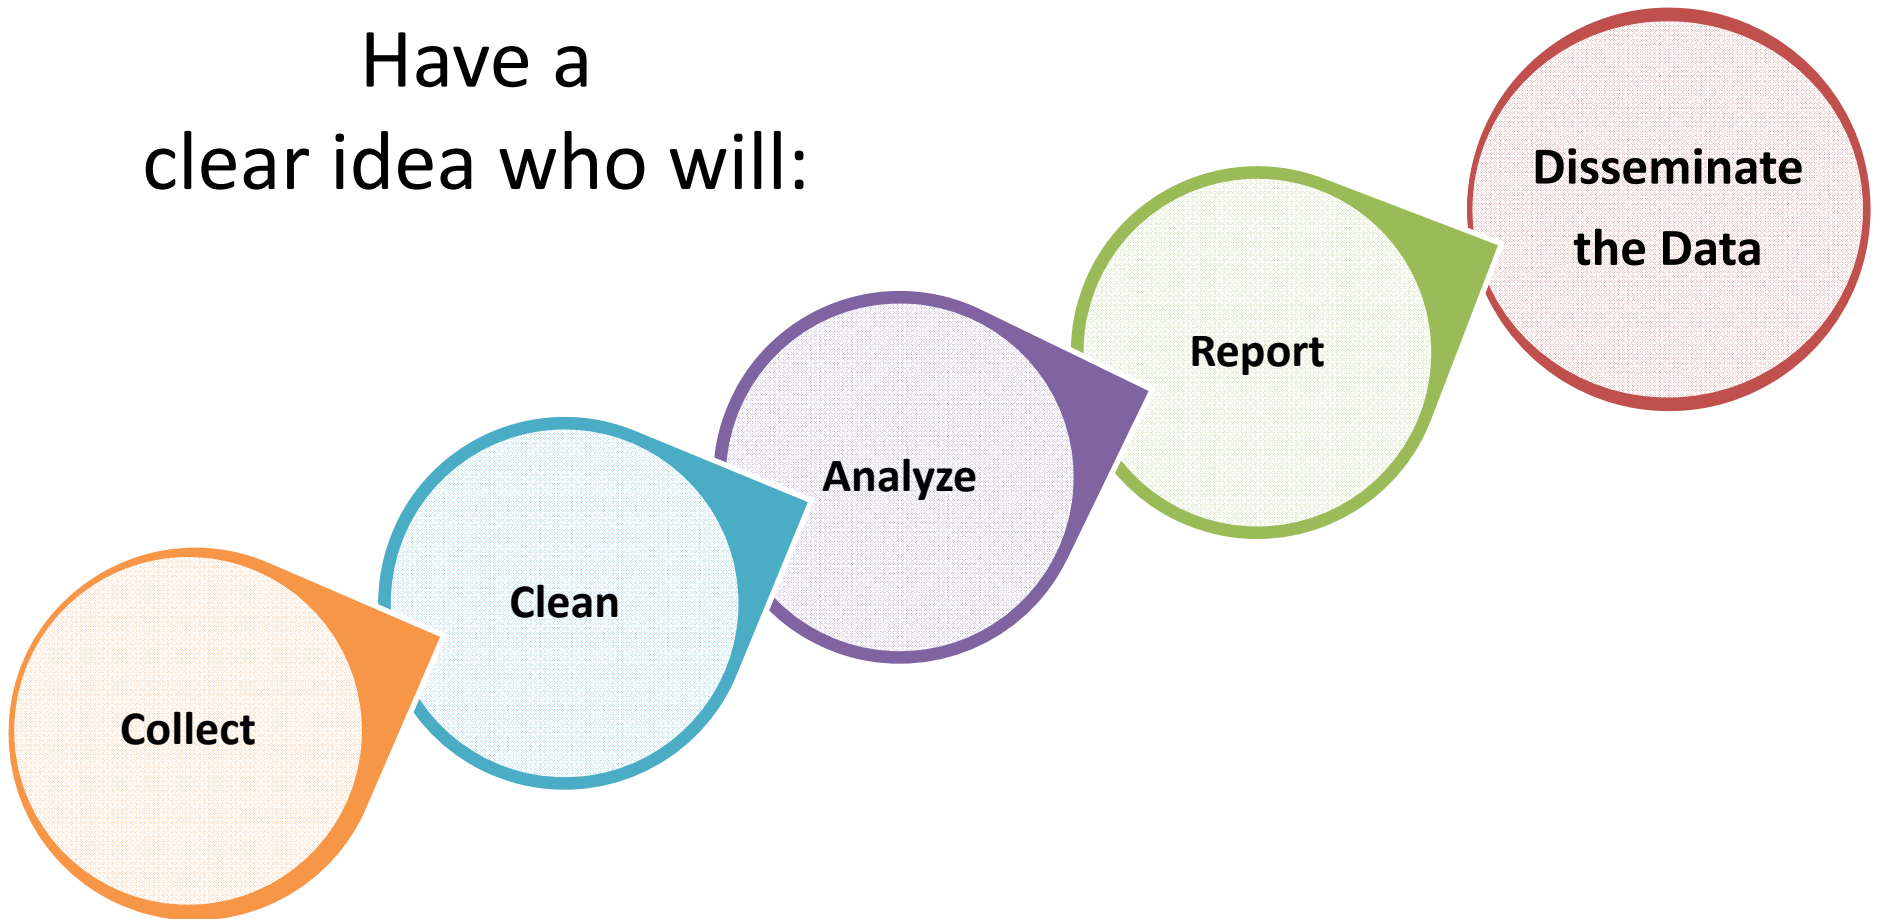 Have a
clear idea who will:
Collect
Clean
Analyze
Report
Disseminate
the Data